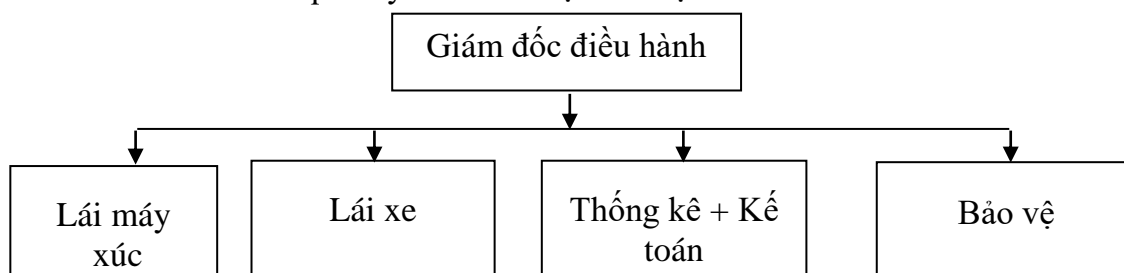 Giám đốc điều hành
Lái máy
xúc
Lái xe
Thống kê + Kế
toán
Bảo vệ